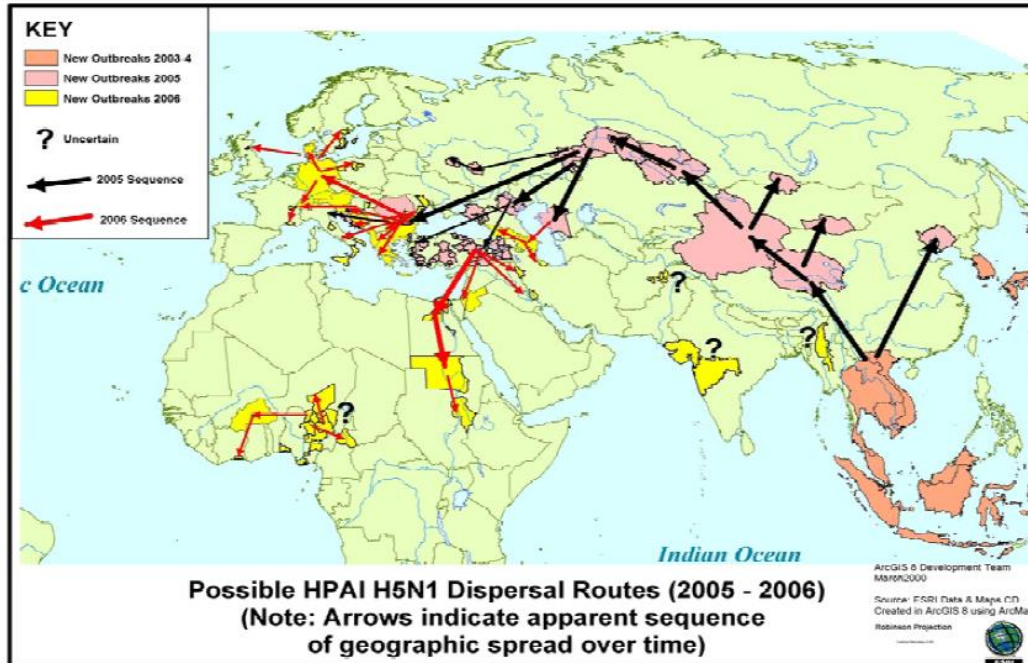 KEY
New Outbreaks 2003-4
New Outbreaks 2005
New Outbreaks 2006
? Uncertain
2005 Sequence
2006 Sequence
?
?
?
?
c Ocean
Indian Ocean
Possible HPAI H5N1 Dispersal Routes (2005 - 2006)
(Note: Arrows indicate apparent sequence
of geographic spread over time)
ArcGIS 8 Development Team
March2000
Source: ESRI Data & Maps CD
Created in ArcGIS 8 using ArcMa
Robinson Projection